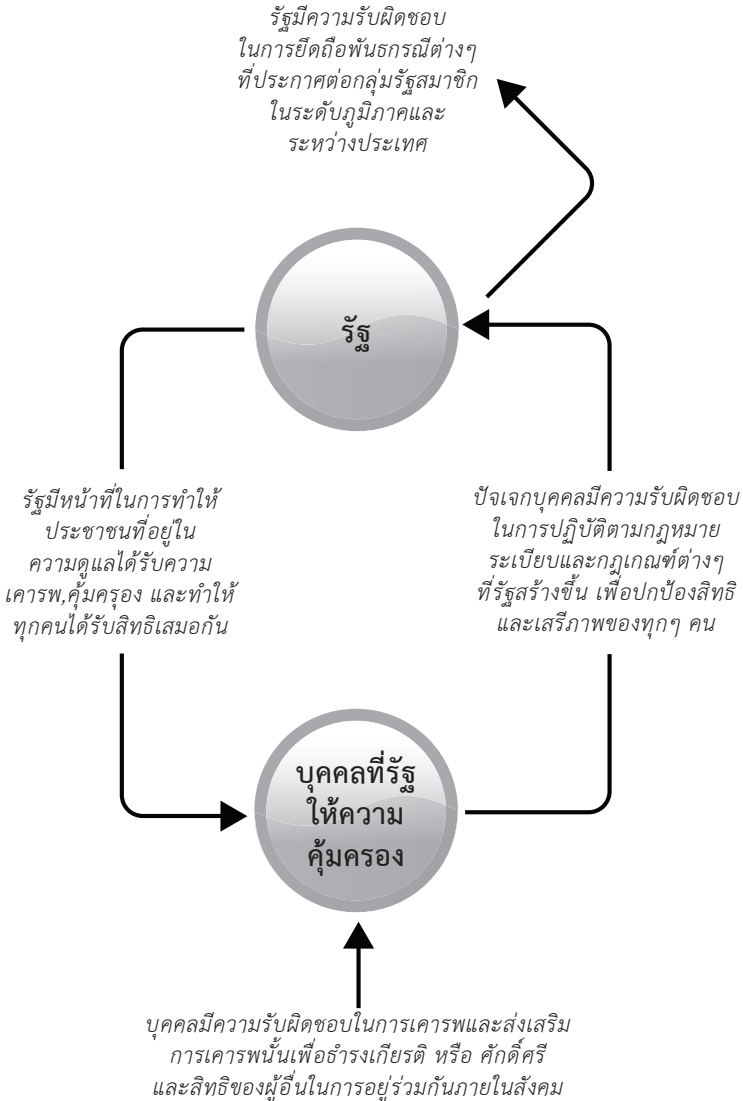 รัฐมีความรับผิดชอบ
ในการยึดถือพันธกรณีต่างๆ
ที่ประกาศต่อกลุ่มรัฐสมาชิก
ในระดับภูมิภาคและ
ระหว่างประเทศ
รัฐ
รัฐมีหน้าที่ในการทำให้
ประชาชนที่อยู่ใน
ความดูแลได้รับความ
เคารพ,คุ้มครุอง และทำให้
ทุกคนได้รับสิทธิเสมอกัน
ปัจเจกบุคคลมีความรับผิดชอบ
ในการปฏิบัติตามกฎหมาย
ระเบียบและกฎเกณฑ์ต่างๆ
ที่รัฐสร้างขึ้น เพื่อปกป้องสิทธิ
และเสรีภาพของทุกๆ คน
บุคคลที่รัฐ
ให้ความ
คุ้มครอง
บุคคลมีความรับผิดชอบในการเคารพและส่งเสริม
การเคารพนั้นเพื่อธำรงเกียรติ หรือ ศักดิ์ศรี
และสิทธิของผู้อื่นในการอยู่ร่วมกันภายในสังคม